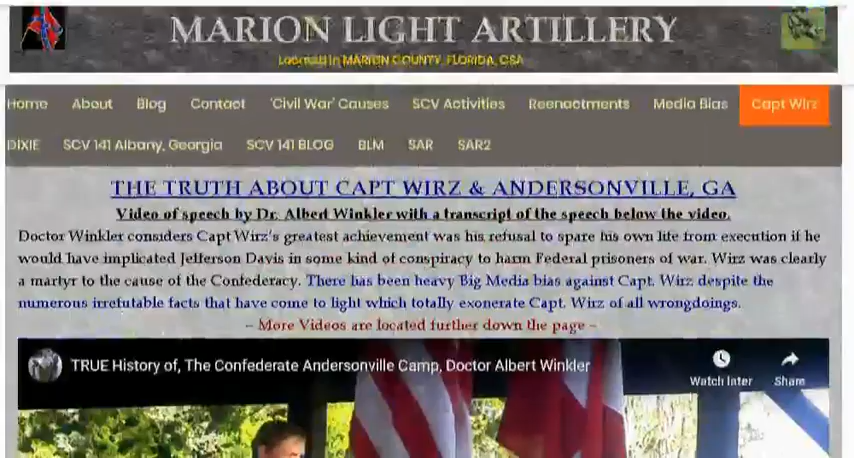 MARION LIGHT ARTILLERY
Located in MARION COUNTY, FLORIDA, CSA
Home About Blog Contact 'Civil War' Causes SCV Activities Reenactments Media Bias Capt Wirz
DIXIE SCV 141 Albany, Georgia SCV 141 BLOG BLM SAR SAR2
THE TRUTH ABOUT CAPT WIRZ & ANDERSONVILLE, GA
Video of speech by Dr. Albert Winkler with a transcript of the speech below the video.
Doctor Winkler considers Capt Wirz's greatest achievement was his refusal to spare his own life from execution if he
would have implicated Jefferson Davis in some kind of conspiracy to harm Federal prisoners of war. Wirz was clearly
a martyr to the cause of the Confederacy. There has been heavy Big Media bias against Capt. Wirz despite the
numerous irrefutable facts that have come to light which totally exonerate Capt. Wirz of all wrongdoings.
~ More Videos are located further down the page ~
TRUE History of, The Confederate Andersonville Camp, Doctor Albert Winkler
Watch later Share